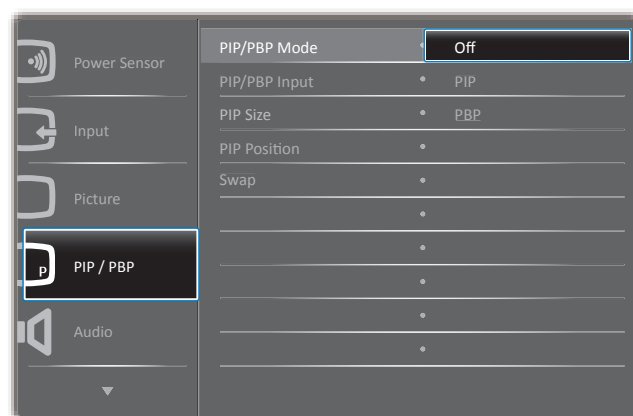 Power Sensor
Input
Picture
P
PIP / PBP
Audio
PIP/PBP Mode Off
PIP/PBP Input PIP
PIP Size PBP
PIP Position
Swap